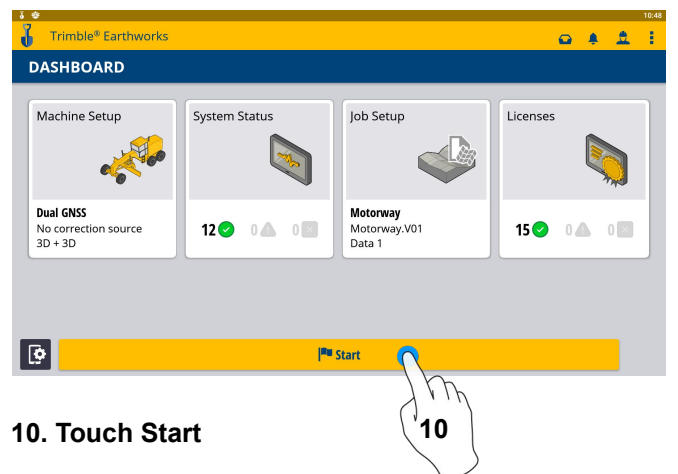 10:48
Trimble® Earthworks
DASHBOARD
Machine Setup
System Status
Job Setup
Licenses
Dual GNSS
No correction source
3D + 3D
12 0 0
Motorway
Motorway.V01
Data 1
15 0 0
Start
10. Touch Start
10